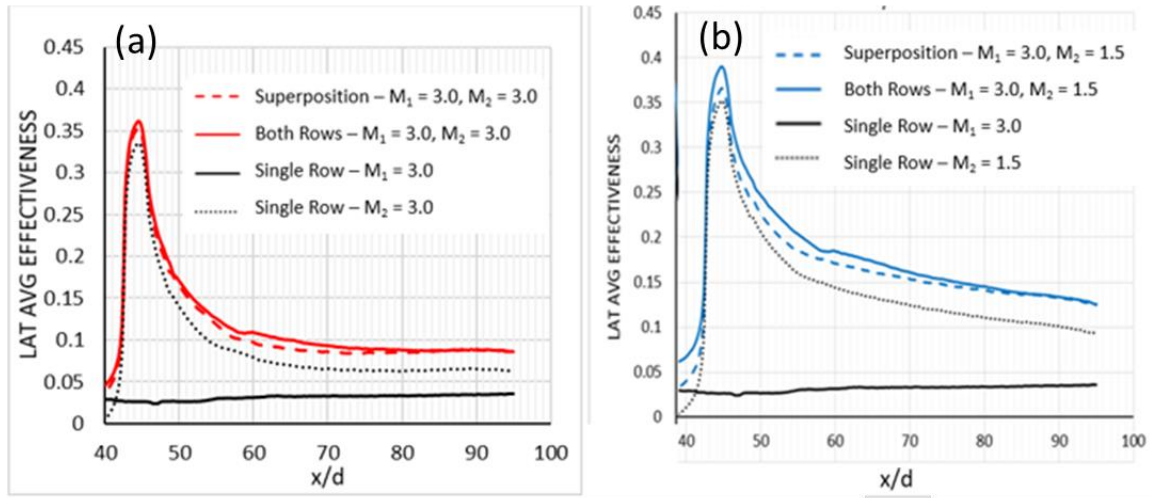 (a)
0.45
0.4
0.35
0.3
0.25
0.2
0.15
0.1
0.05
0
LAT AVG EFFECTIVENESS
Superposition – M₁ = 3.0, M₂ = 3.0
Both Rows – M₁ = 3.0, M₂ = 3.0
Single Row – M₁ = 3.0
Single Row – M₂ = 3.0
40 50 60 70 80 90 100
x/d
(b)
0.45
0.4
0.35
0.3
0.25
0.2
0.15
0.1
0.05
0
LAT AVG EFFECTIVENESS
Superposition – M₁ = 3.0, M₂ = 1.5
Both Rows – M₁ = 3.0, M₂ = 1.5
Single Row – M₁ = 3.0
Single Row – M₂ = 1.5
40 50 60 70 80 90 100
x/d